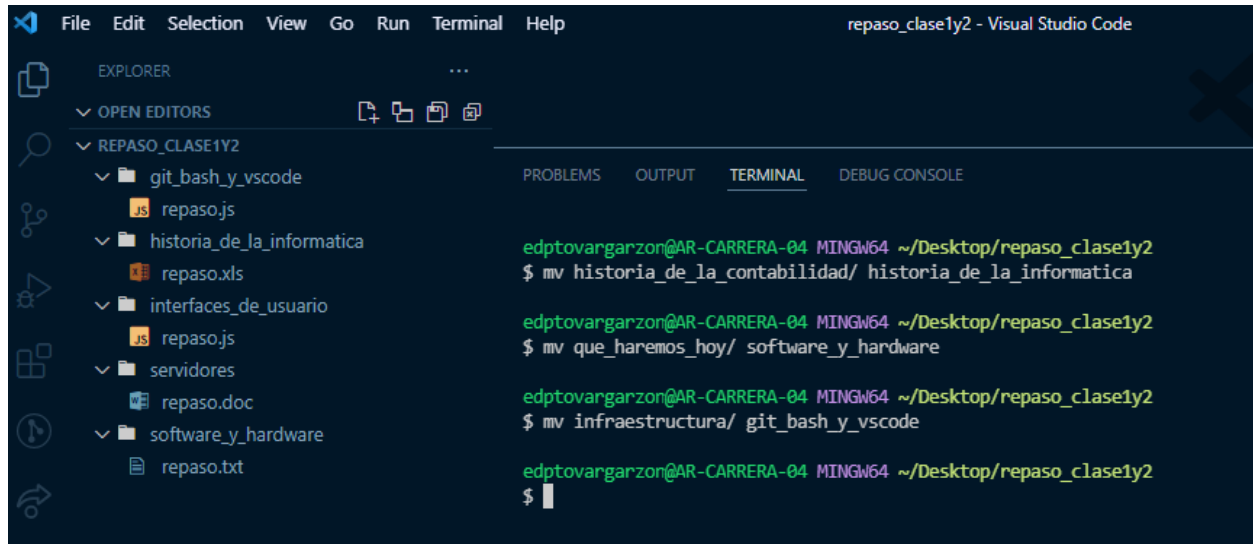 File Edit Selection View Go Run Terminal Help
repaso_clase1y2 - Visual Studio Code
EXPLORER
OPEN EDITORS
REPASO_CLASE1Y2
git_bash_y_vscode
JS repaso.js
historia_de_la_informatica
repaso.xls
interfaces_de_usuario
JS repaso.js
servidores
repaso.doc
software_y_hardware
repaso.txt
PROBLEMS OUTPUT TERMINAL DEBUG CONSOLE
edptovargarzon@AR-CARRERA-04 MINGW64 ~/Desktop/repaso_clase1y2
$ mv historia_de_la_contabilidad/ historia_de_la_informatica
edptovargarzon@AR-CARRERA-04 MINGW64 ~/Desktop/repaso_clase1y2
$ mv que_haremos_hoy/ software_y_hardware
edptovargarzon@AR-CARRERA-04 MINGW64 ~/Desktop/repaso_clase1y2
$ mv infraestructura/ git_bash_y_vscode
edptovargarzon@AR-CARRERA-04 MINGW64 ~/Desktop/repaso_clase1y2
$